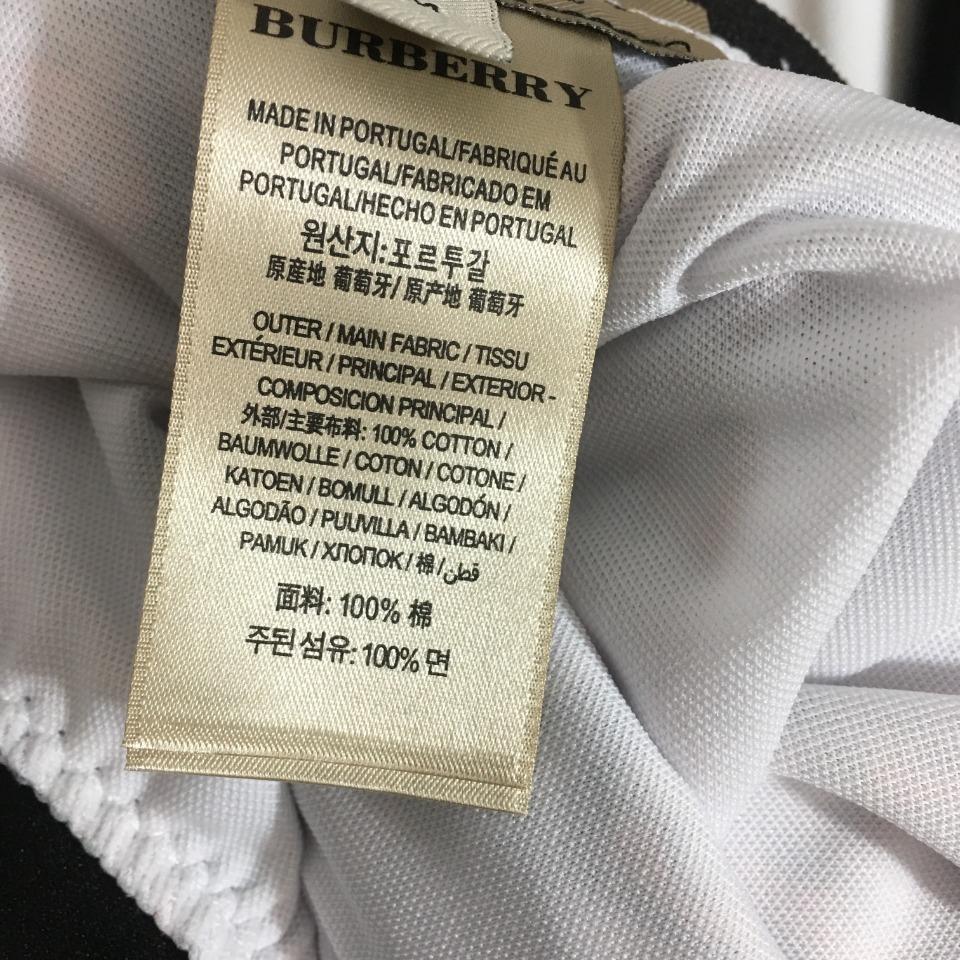 BURBERRY
MADE IN PORTUGAL/FABRIQUÉ AU
PORTUGAL/FABRICADO EM
PORTUGAL/HECHO EN PORTUGAL
원산지:포르투갈
原産地 葡萄牙/原产地 葡萄牙
OUTER / MAIN FABRIC / TISSU
EXTÉRIEUR / PRINCIPAL / EXTERIOR -
COMPOSICION PRINCIPAL /
外部/主要布料: 100% COTTON /
BAUMWOLLE / COTON / COTONE /
KATOEN / BOMULL / ALGODÓN /
ALGODÃO / PUUVILLA / BAMBAKI /
PAMUK / ХЛОПОК / 棉 / قطن
面料: 100% 棉
주된 섬유: 100% 면